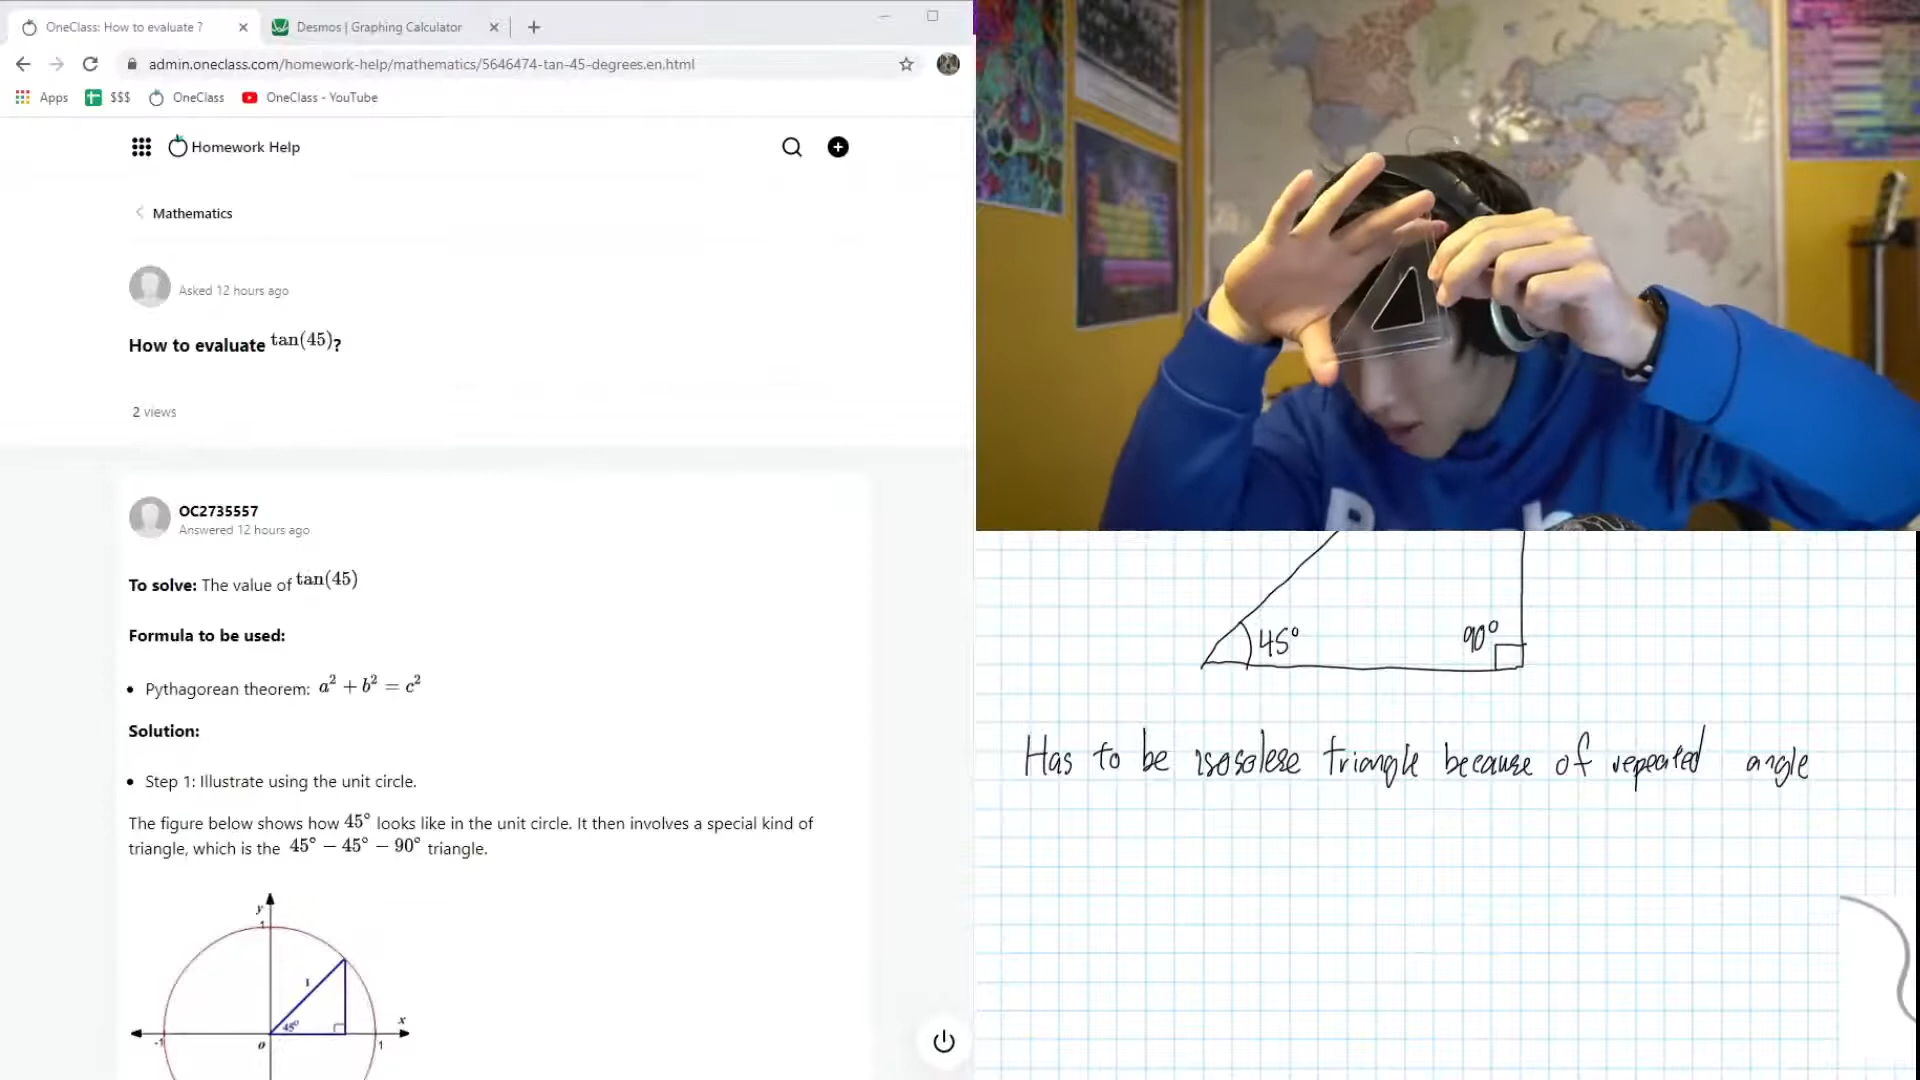 OneClass: How to evaluate ?
Desmos | Graphing Calculator
admin.oneclass.com/homework-help/mathematics/5646474-tan-45-degrees.en.html
Apps
$$$
OneClass
OneClass - YouTube
Homework Help
Mathematics
Asked 12 hours ago
How to evaluate tan(45)?
2 views
OC2735557
Answered 12 hours ago
To solve: The value of tan(45)
Formula to be used:
• Pythagorean theorem: a² + b² = c²
Solution:
• Step 1: Illustrate using the unit circle.
The figure below shows how 45° looks like in the unit circle. It then involves a special kind of
triangle, which is the 45° − 45° − 90° triangle.
y
1
1
45°
x
-1
o
1
45°
90°
Has to be isosolese triangle because of repeated angle